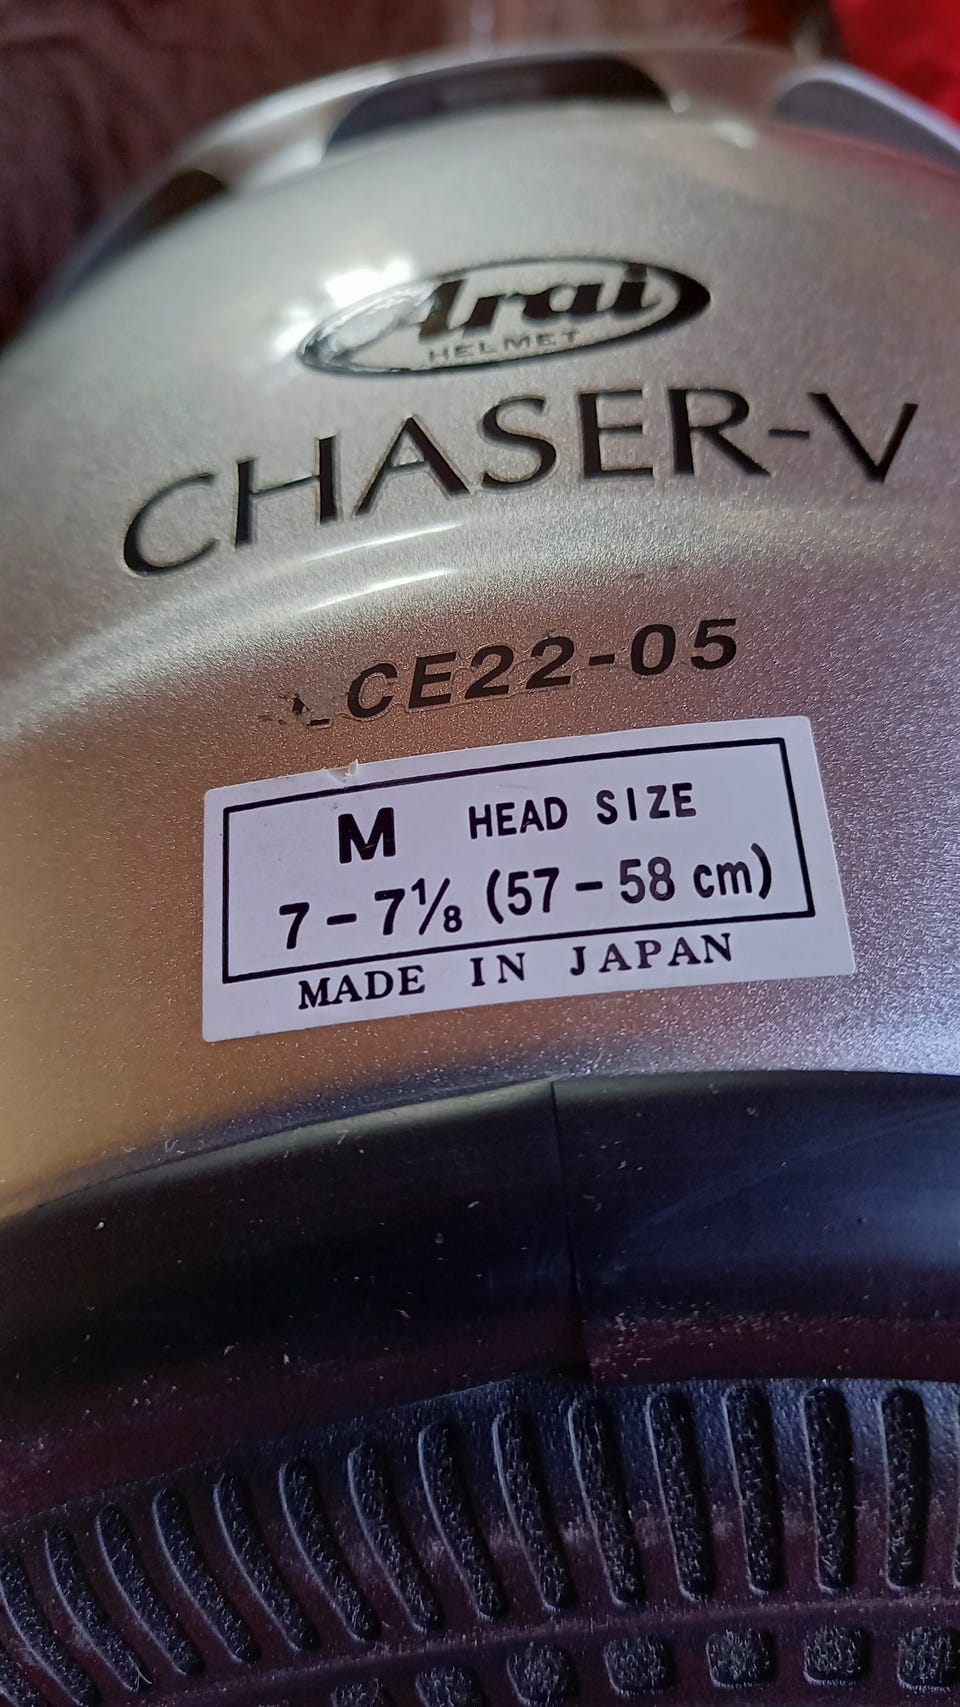 Arai
HELMET
CHASER-V
CE22-05
M HEAD SIZE
7 – 7⅛ (57 – 58 cm)
MADE IN JAPAN